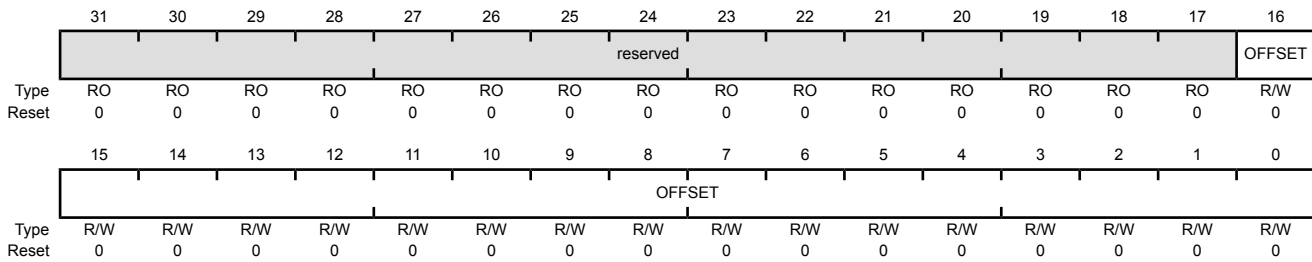 31 30 29 28 27 26 25 24 23 22 21 20 19 18 17 16
reserved OFFSET
Type RO RO RO RO RO RO RO RO RO RO RO RO RO RO RO R/W
Reset 0 0 0 0 0 0 0 0 0 0 0 0 0 0 0 0
15 14 13 12 11 10 9 8 7 6 5 4 3 2 1 0
OFFSET
Type R/W R/W R/W R/W R/W R/W R/W R/W R/W R/W R/W R/W R/W R/W R/W R/W
Reset 0 0 0 0 0 0 0 0 0 0 0 0 0 0 0 0